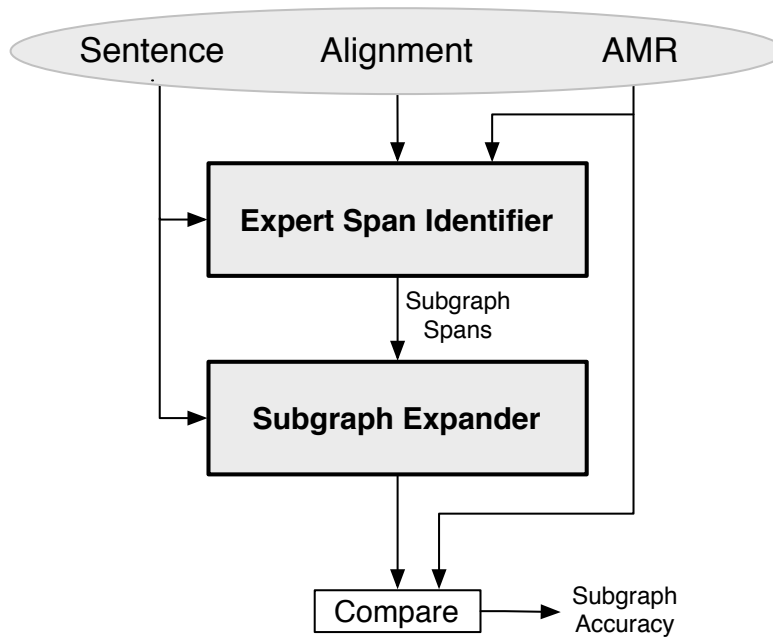 Sentence Alignment AMR
Expert Span Identifier
Subgraph
Spans
Subgraph Expander
Compare
Subgraph
Accuracy